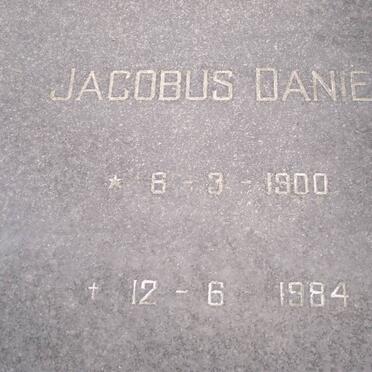 JACOBUS DANIE
* 6 - 3 - 1900
† 12 - 6 - 1984